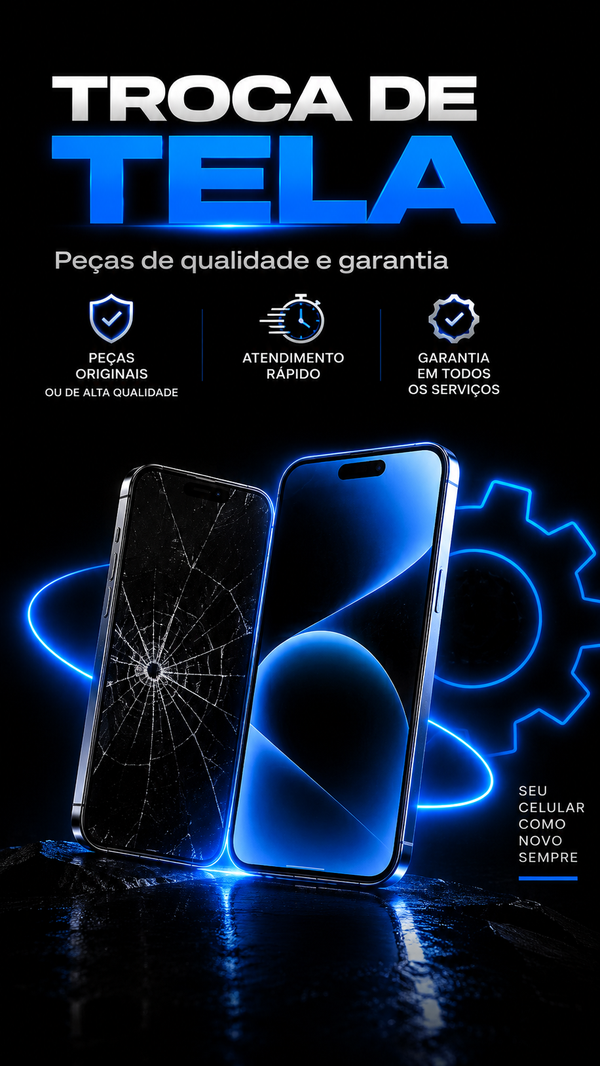 TROCA DE
TELA
Peças de qualidade e garantia
PEÇAS
ORIGINAIS
OU DE ALTA QUALIDADE
ATENDIMENTO
RÁPIDO
GARANTIA
EM TODOS
OS SERVIÇOS
SEU
CELULAR
COMO
NOVO
SEMPRE